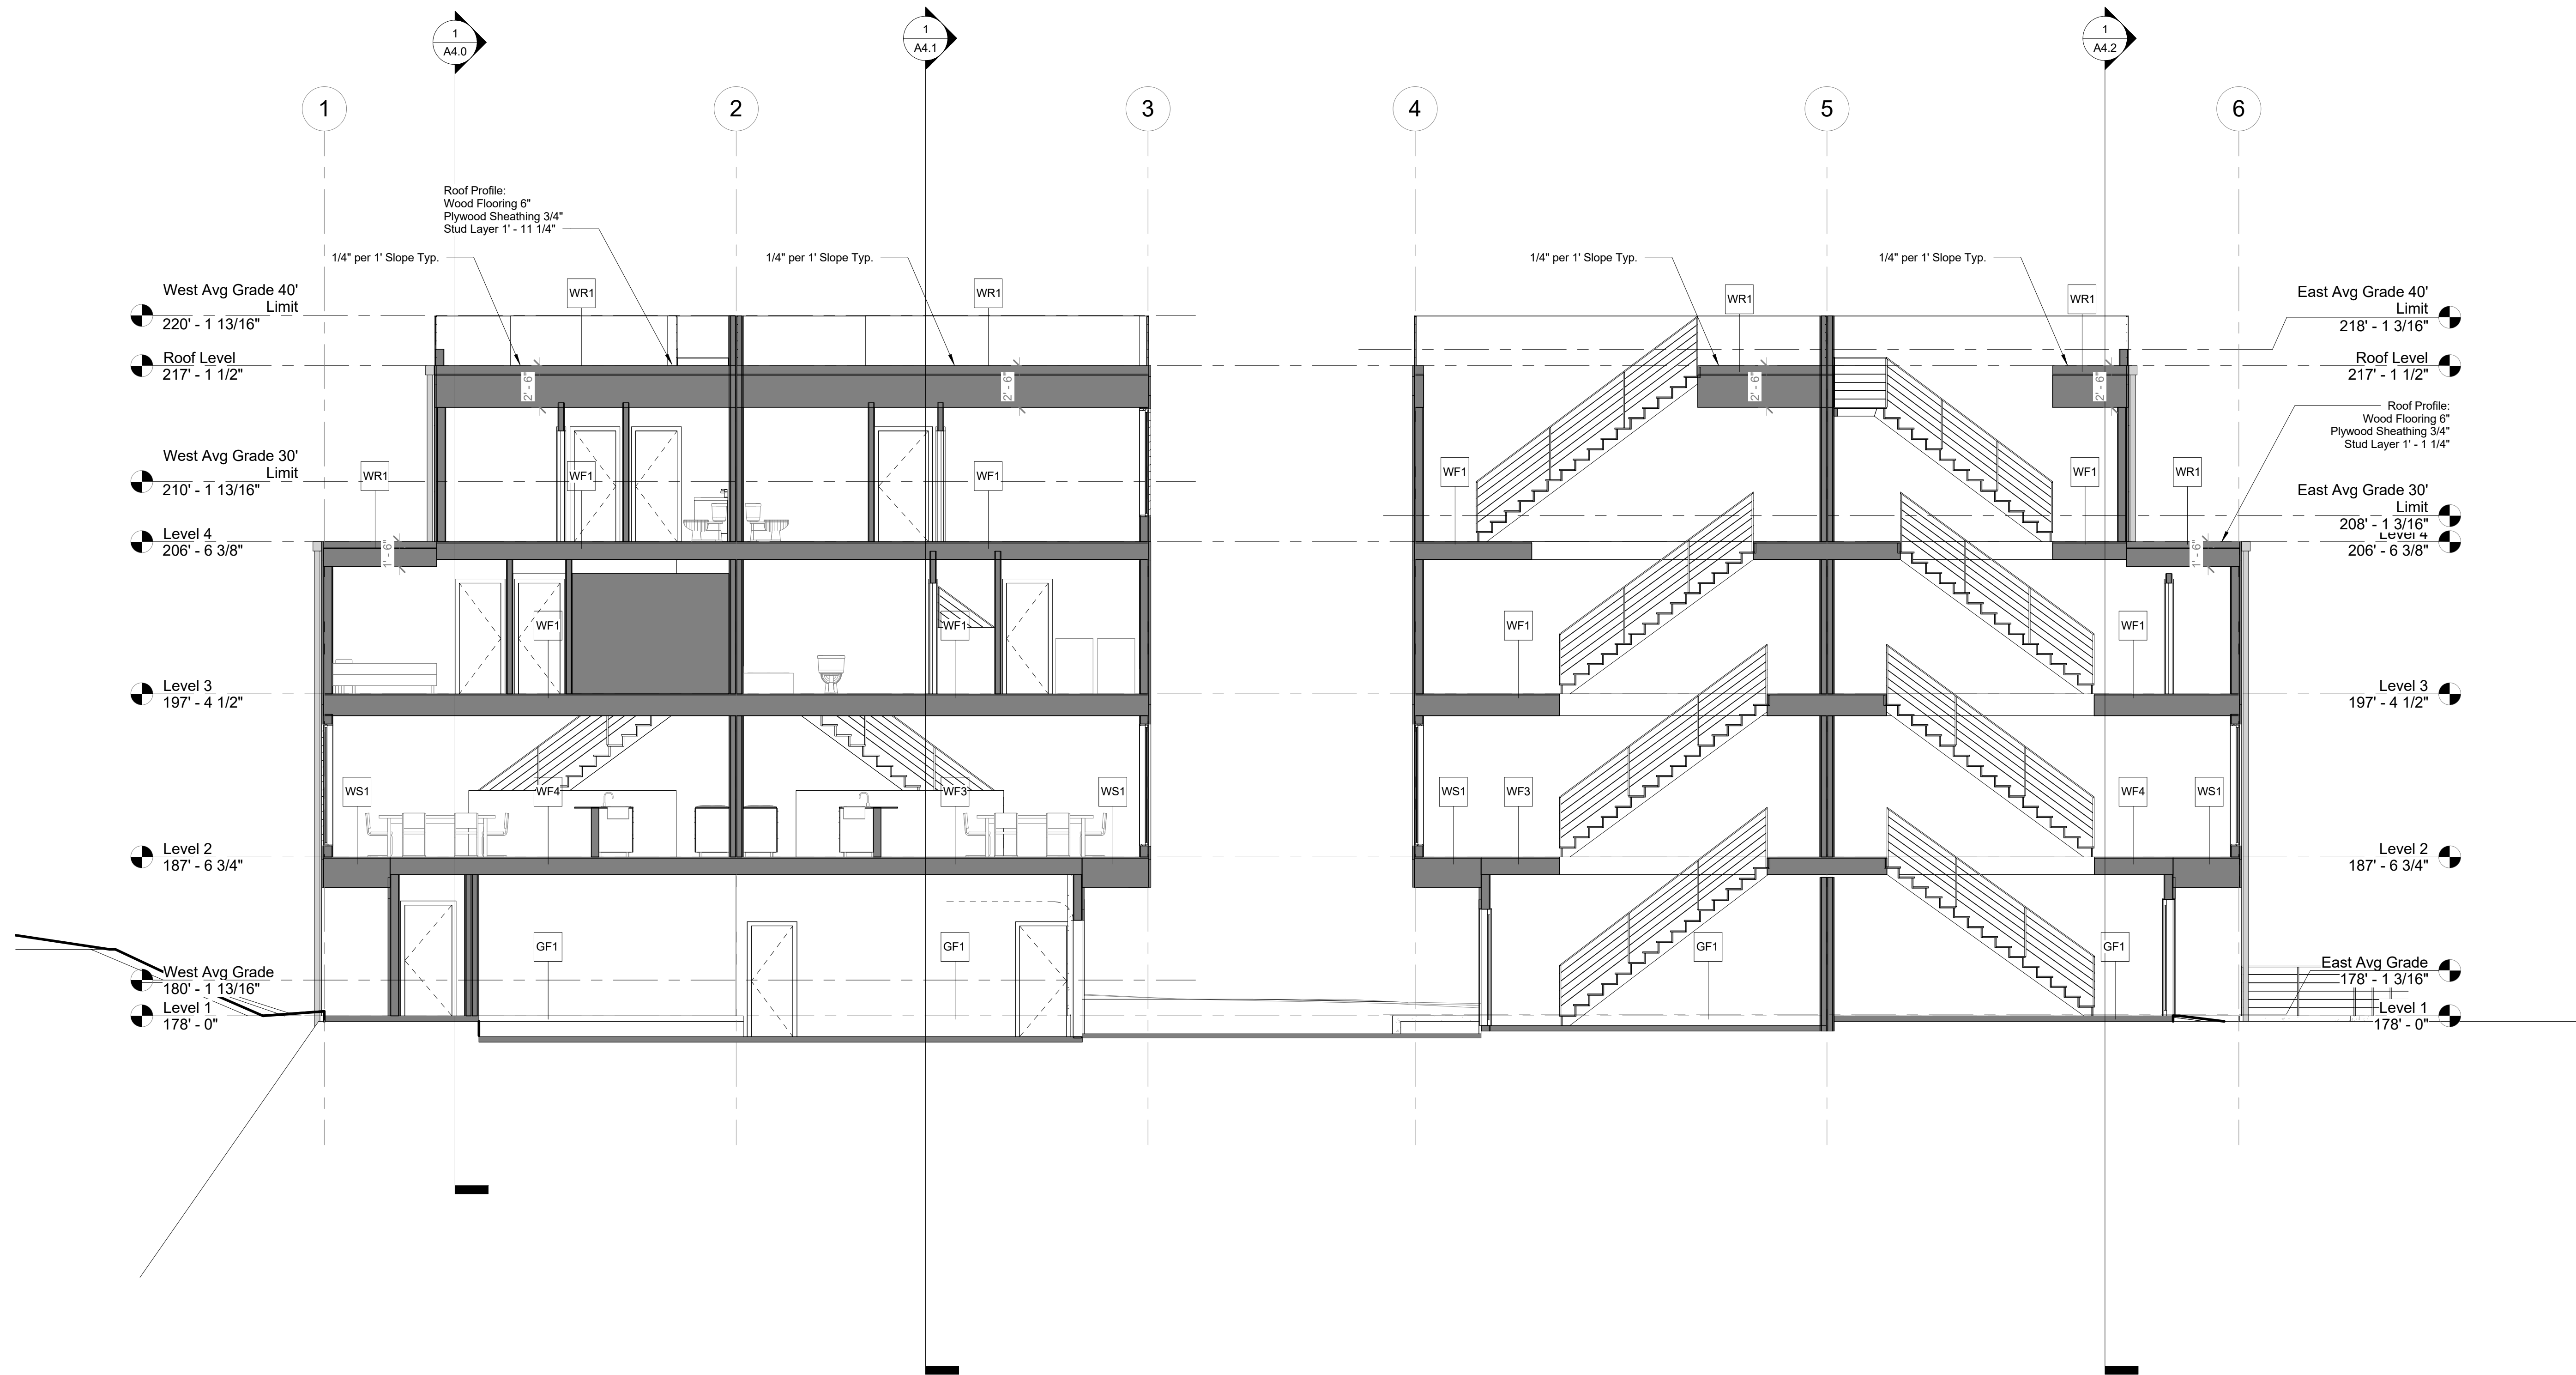 1
A4.0
1
A4.1
1
A4.2
1
2
3
4
5
6
Roof Profile:
Wood Flooring 6"
Plywood Sheathing 3/4"
Stud Layer 1' - 11 1/4"
1/4" per 1' Slope Typ.
1/4" per 1' Slope Typ.
1/4" per 1' Slope Typ.
1/4" per 1' Slope Typ.
WR1
WR1
WR1
WR1
West Avg Grade 40'
Limit
220' - 1 13/16"
East Avg Grade 40'
Limit
218' - 1 3/16"
Roof Level
217' - 1 1/2"
Roof Level
217' - 1 1/2"
2' - 6"
2' - 6"
2' - 6"
2' - 6"
Roof Profile:
Wood Flooring 6"
Plywood Sheathing 3/4"
Stud Layer 1' - 1 1/4"
West Avg Grade 30'
Limit
210' - 1 13/16"
WR1
WF1
WF1
WF1
WF1
WR1
East Avg Grade 30'
Limit
208' - 1 3/16"
Level 4
206' - 6 3/8"
Level 4
206' - 6 3/8"
1' - 6"
1' - 6"
WF1
WF1
WF1
WF1
Level 3
197' - 4 1/2"
Level 3
197' - 4 1/2"
WS1
WF4
WF3
WS1
WS1
WF3
WF4
WS1
Level 2
187' - 6 3/4"
Level 2
187' - 6 3/4"
GF1
GF1
GF1
GF1
West Avg Grade
180' - 1 13/16"
East Avg Grade
178' - 1 3/16"
Level 1
178' - 0"
Level 1
178' - 0"